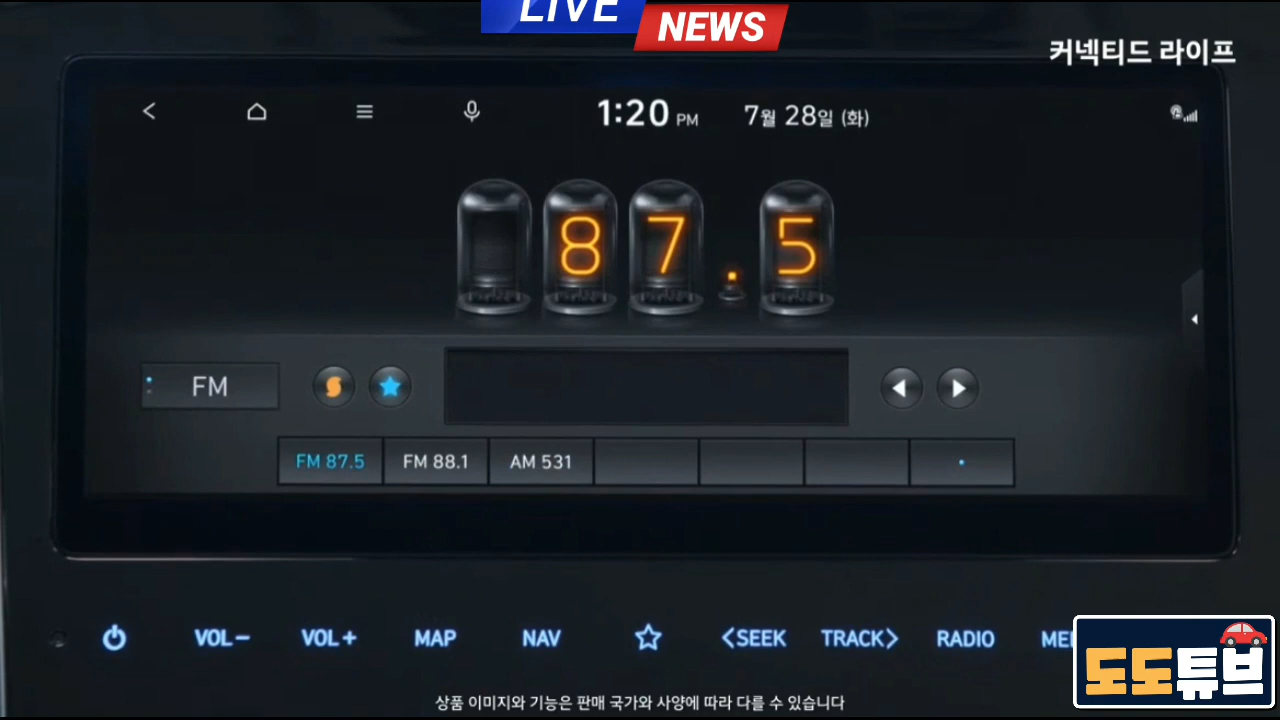 LIVE
NEWS
커넥티드 라이프
1:20 PM
7월 28일 (화)
87.5
FM
FM 87.5
FM 88.1
AM 531
VOL−
VOL+
MAP
NAV
<SEEK
TRACK>
RADIO
도도튜브
상품 이미지와 기능은 판매 국가와 사양에 따라 다를 수 있습니다